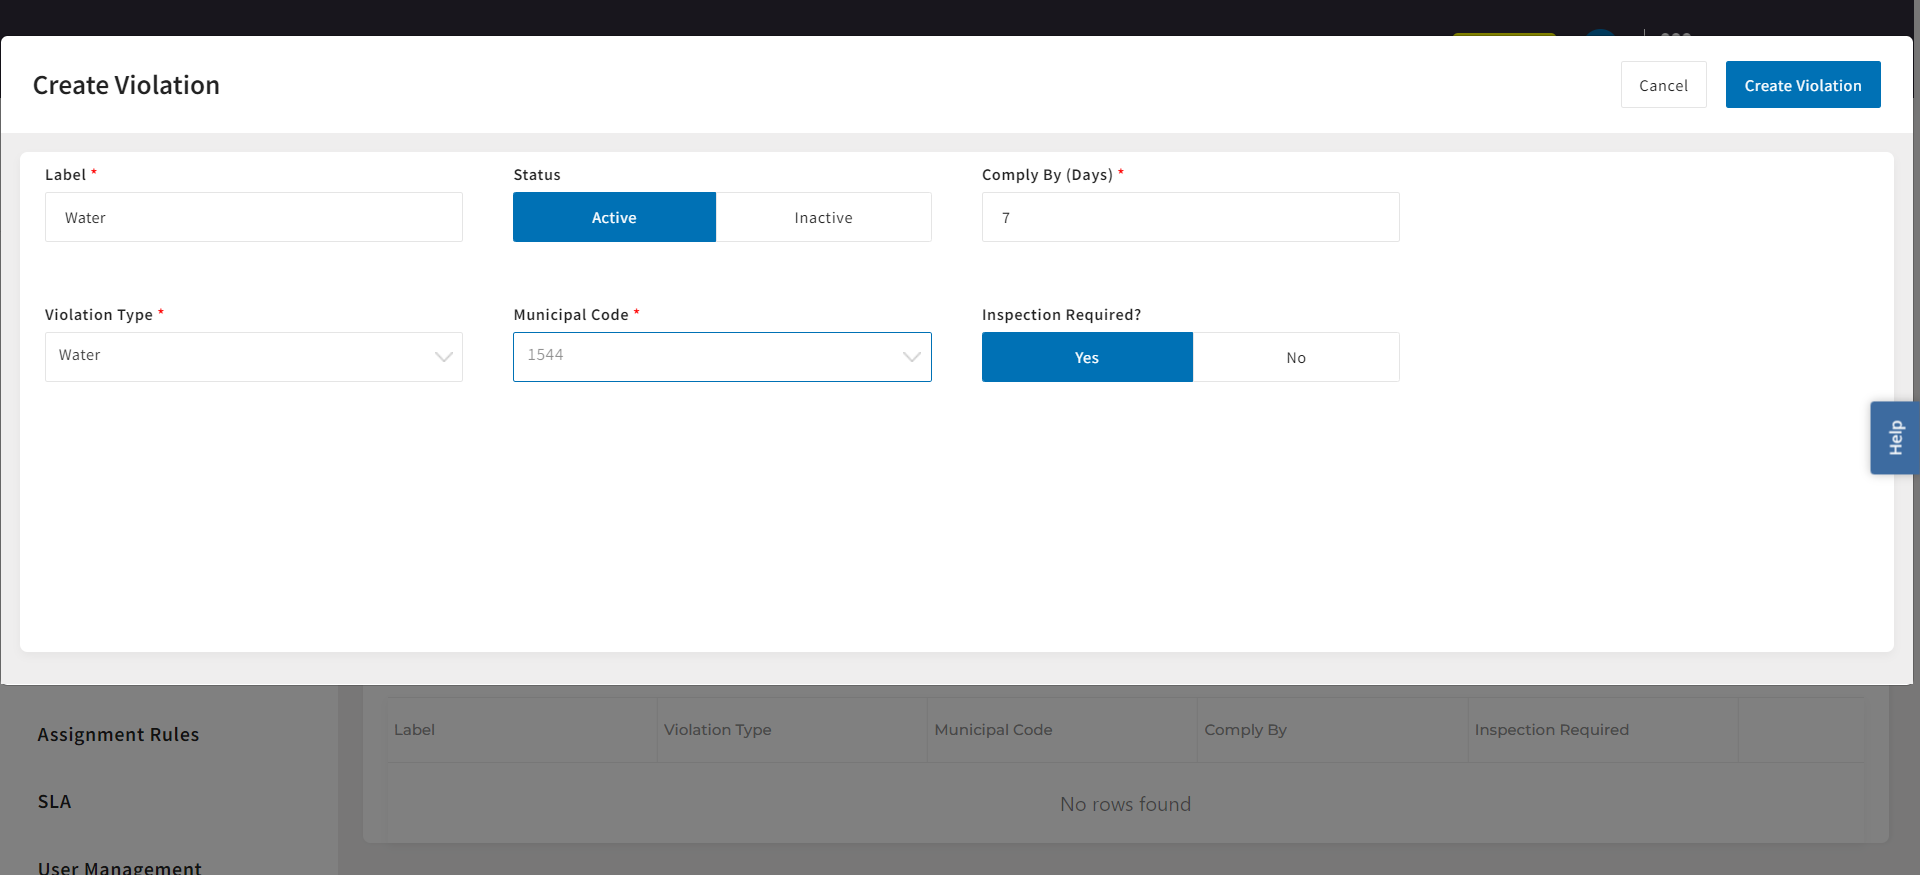 Create Violation
Cancel
Create Violation
Label *
Status
Comply By (Days) *
Water
Active
Inactive
7
Violation Type *
Municipal Code *
Inspection Required?
Water
1544
Yes
No
Help
Assignment Rules
SLA
User Management
Label
Violation Type
Municipal Code
Comply By
Inspection Required
No rows found